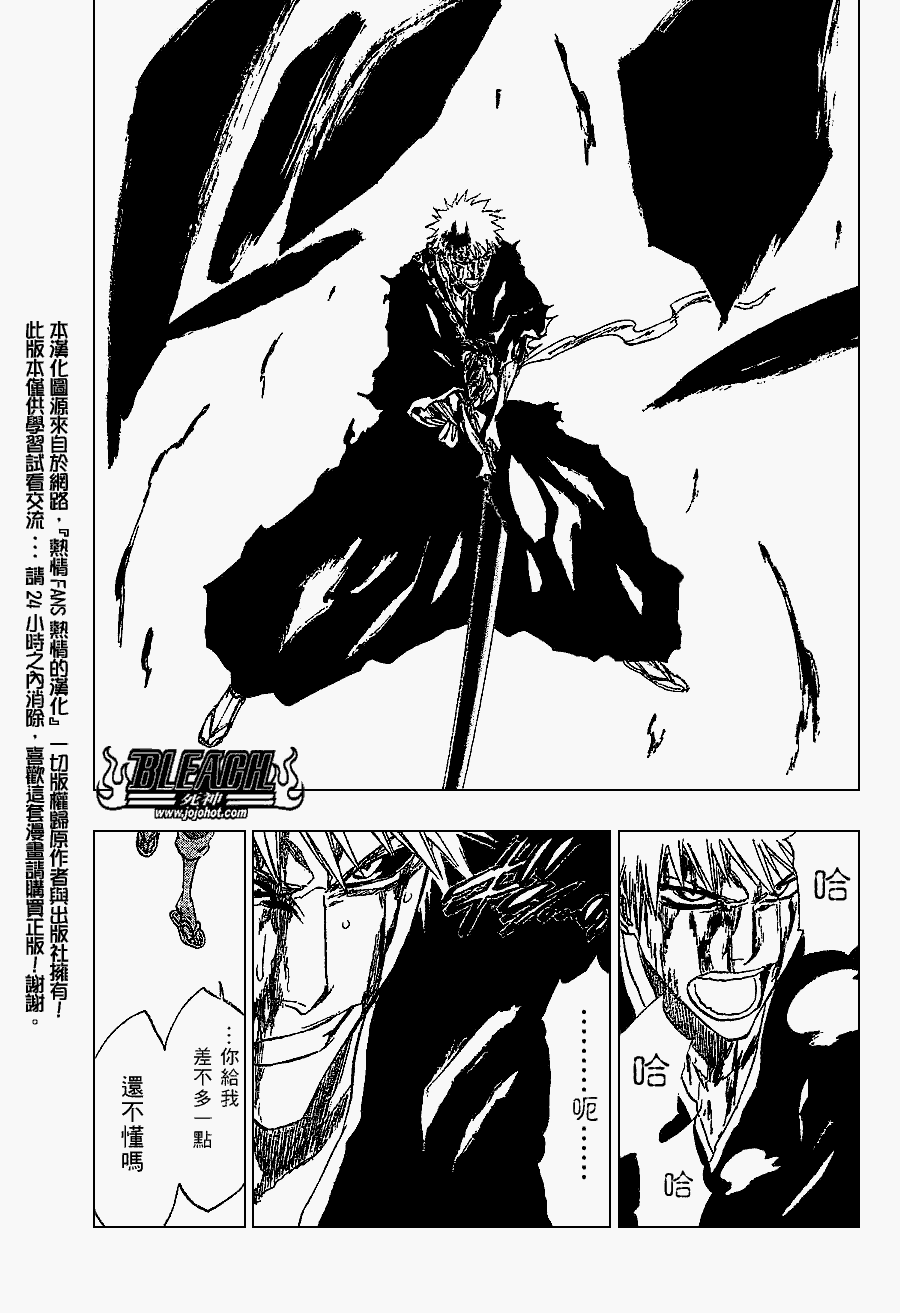 本漢化圖源來自於網路，『熱情FANS熱情的漢化』一切版權歸原作者與出版社擁有！
此版本僅供學習試看交流…請24小時之內消除，喜歡這套漫畫請購買正版！謝謝。
BLEACH
死神
www.jojohot.com
哈
哈
哈
………呃……
…你給我
差不多一點
還不懂嗎